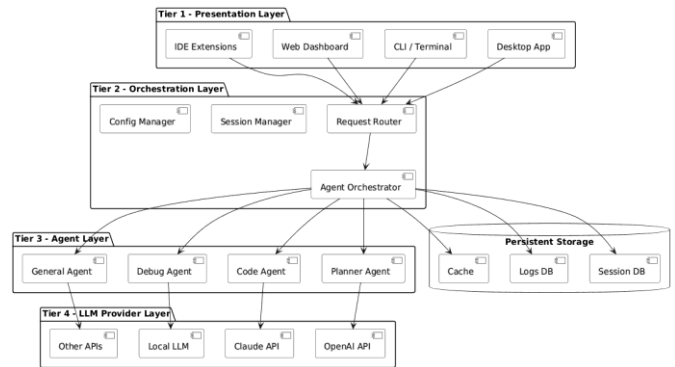 Tier 1 - Presentation Layer
IDE Extensions
Web Dashboard
CLI / Terminal
Desktop App
Tier 2 - Orchestration Layer
Config Manager
Session Manager
Request Router
Agent Orchestrator
Tier 3 - Agent Layer
General Agent
Debug Agent
Code Agent
Planner Agent
Persistent Storage
Cache
Logs DB
Session DB
Tier 4 - LLM Provider Layer
Other APIs
Local LLM
Claude API
OpenAI API